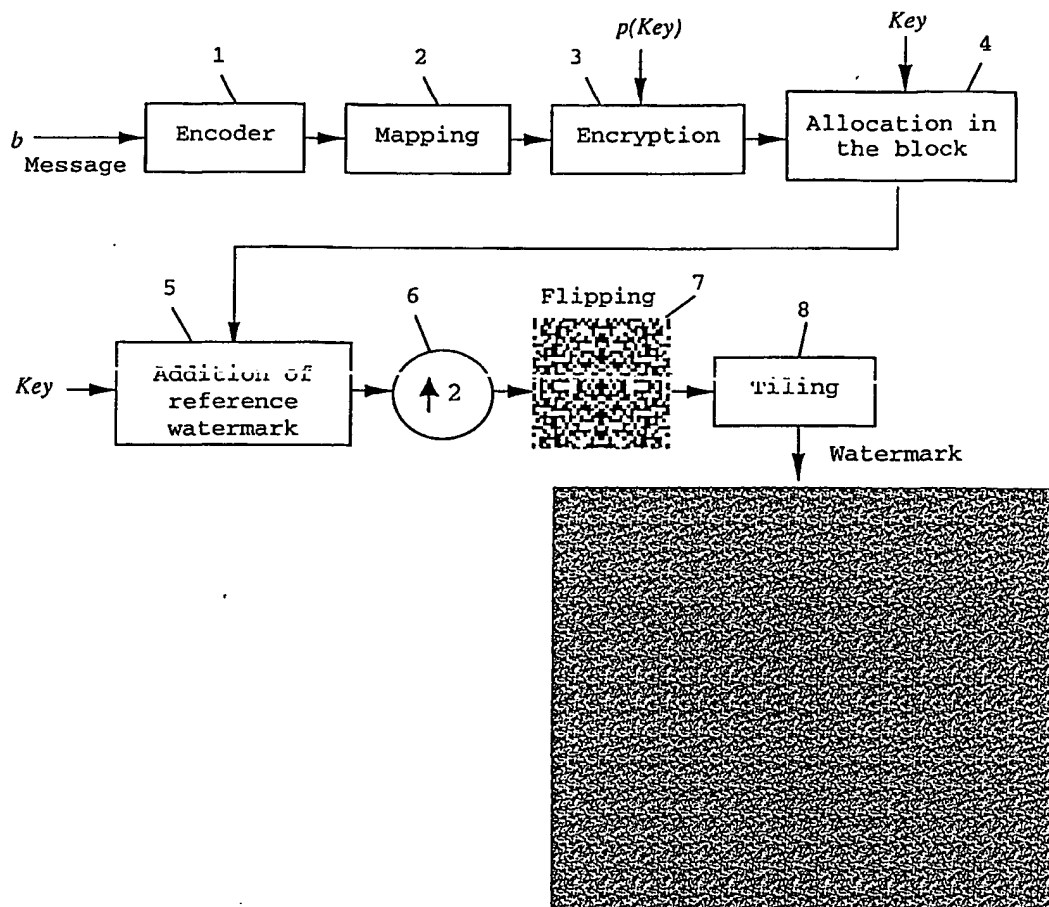 p(Key)
Key
1
2
3
4
b
Message
Encoder
Mapping
Encryption
Allocation in
the block
5
6
Flipping
7
8
Key
Addition of
reference
watermark
2
Tiling
Watermark